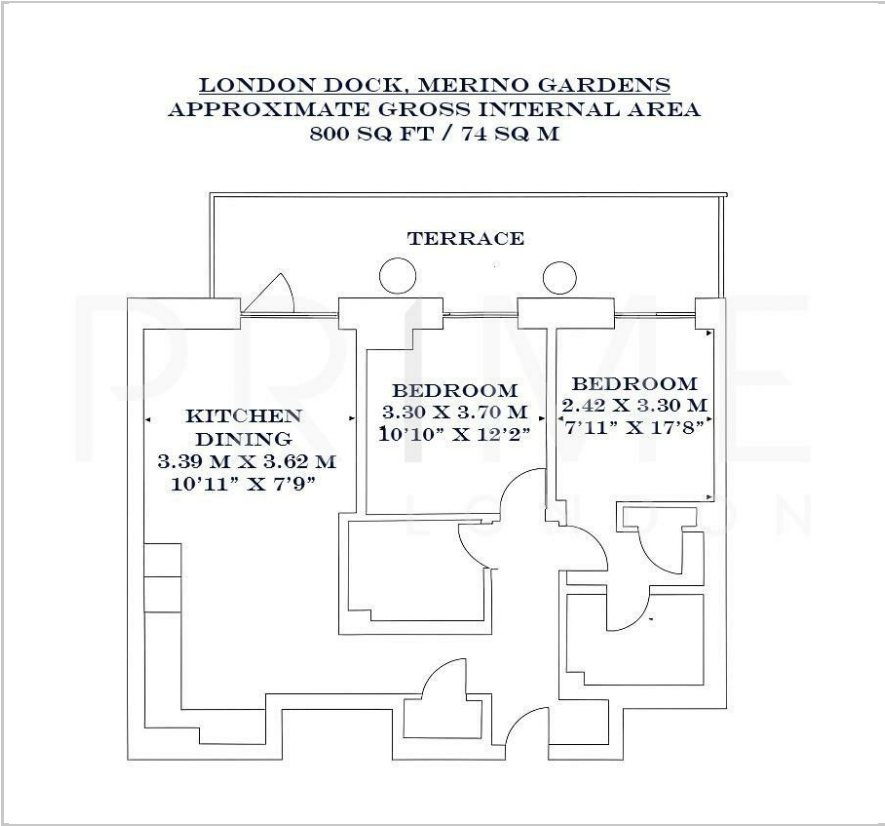 LONDON DOCK, MERINO GARDENS
APPROXIMATE GROSS INTERNAL AREA
800 SQ FT / 74 SQ M
TERRACE
KITCHEN
DINING
3.39 M X 3.62 M
10'11" X 7'9"
BEDROOM
3.30 X 3.70 M
10'10" X 12'2"
BEDROOM
2.42 X 3.30 M
7'11" X 17'8"
PRIME
LONDON